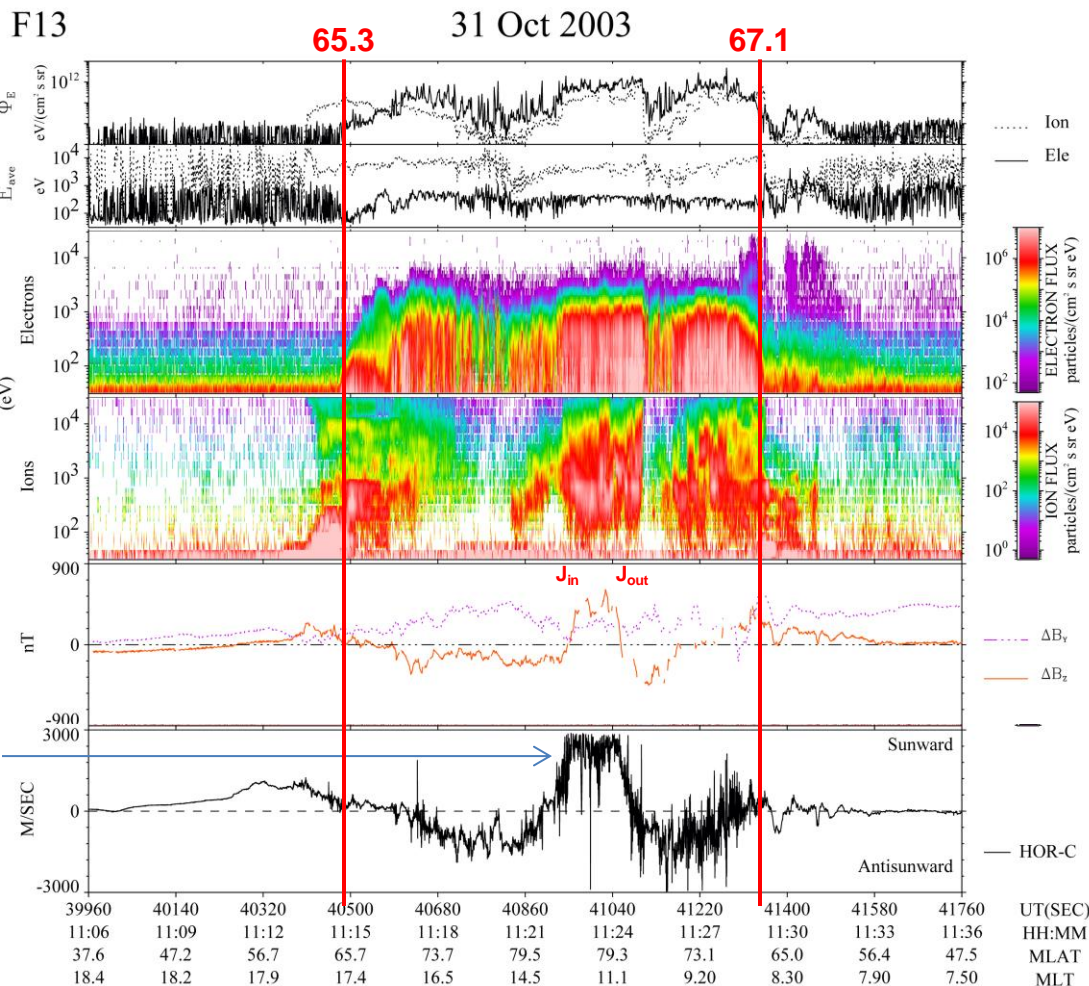 F13
31 Oct 2003
65.3
67.1
Φ_E
eV/(cm² s sr)
10¹²
Ion
Ele
E_ave
eV
10⁴
10³
10²
Electrons
10⁴
10³
10²
ELECTRON FLUX
particles/(cm² s sr eV)
10⁶
10⁴
10²
(eV)
Ions
10⁴
10³
10²
ION FLUX
particles/(cm² s sr eV)
10⁴
10²
10⁰
nT
900
0
-900
J_in
J_out
ΔB_Y
ΔB_Z
M/SEC
3000
0
-3000
Sunward
Antisunward
HOR-C
39960 40140 40320 40500 40680 40860 41040 41220 41400 41580 41760 UT(SEC)
11:06 11:09 11:12 11:15 11:18 11:21 11:24 11:27 11:30 11:33 11:36 HH:MM
37.6 47.2 56.7 65.7 73.7 79.5 79.3 73.1 65.0 56.4 47.5 MLAT
18.4 18.2 17.9 17.4 16.5 14.5 11.1 9.20 8.30 7.90 7.50 MLT